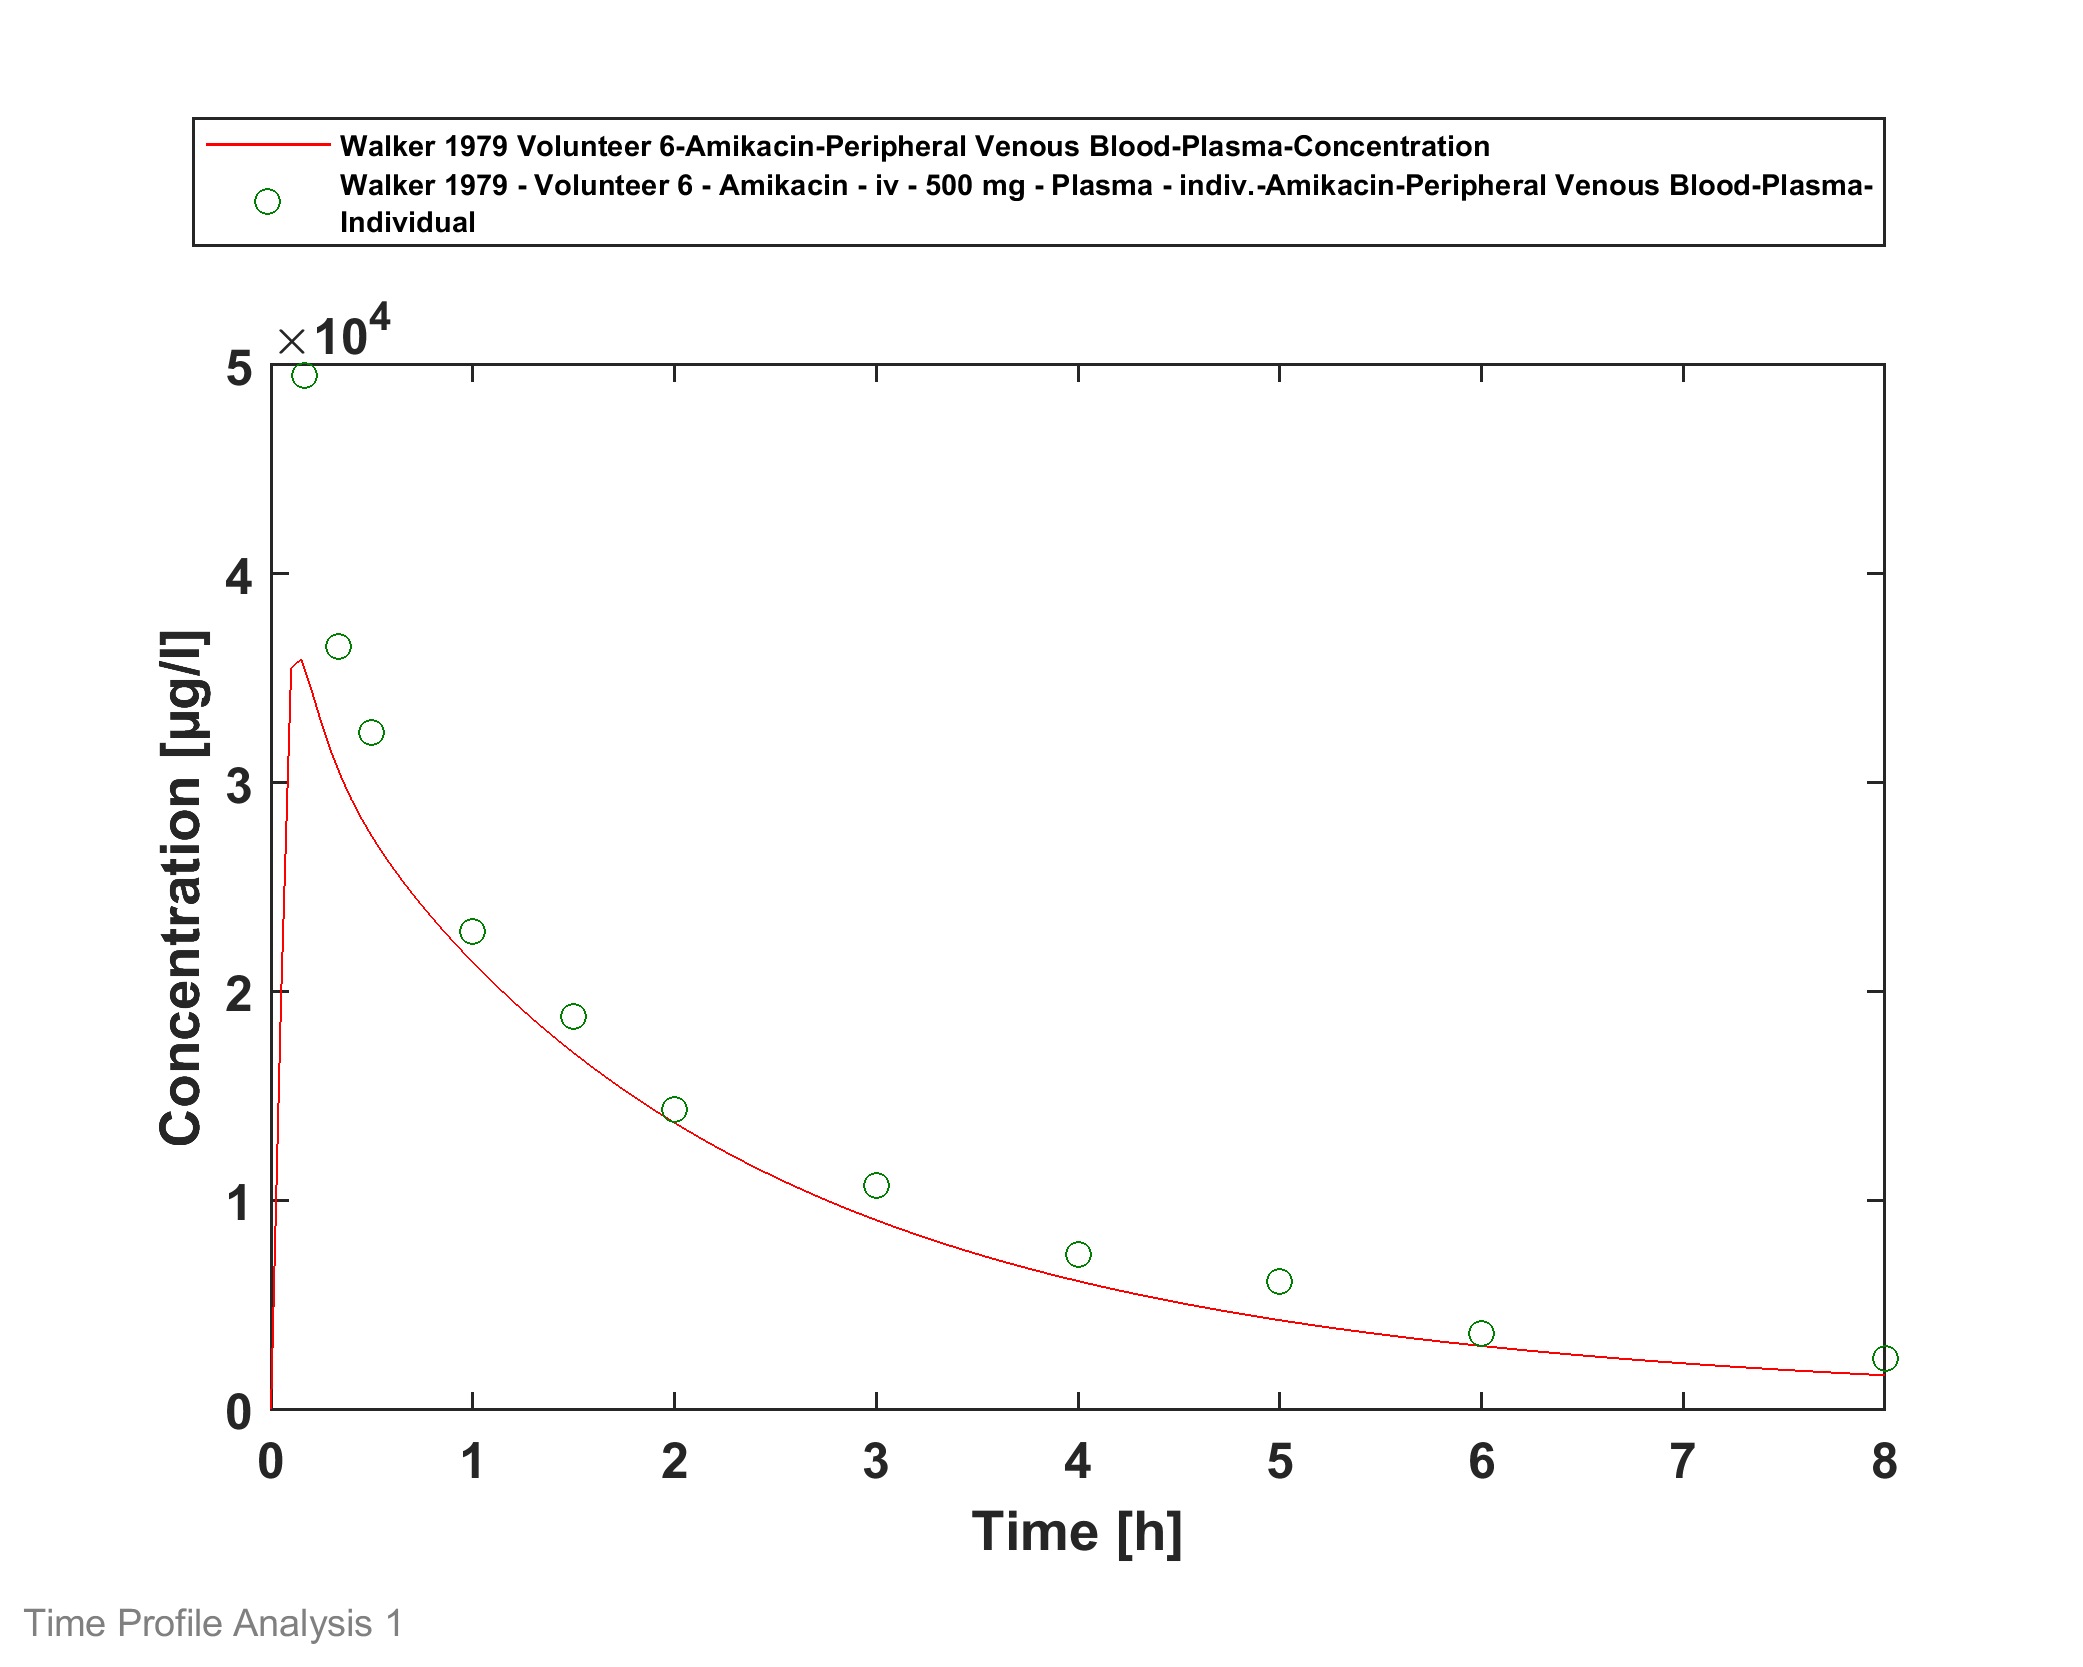 Walker 1979 Volunteer 6-Amikacin-Peripheral Venous Blood-Plasma-Concentration
Walker 1979 - Volunteer 6 - Amikacin - iv - 500 mg - Plasma - indiv.-Amikacin-Peripheral Venous Blood-Plasma-
Individual
×10⁴
5
4
3
2
1
0
Concentration [µg/l]
0 1 2 3 4 5 6 7 8
Time [h]
Time Profile Analysis 1